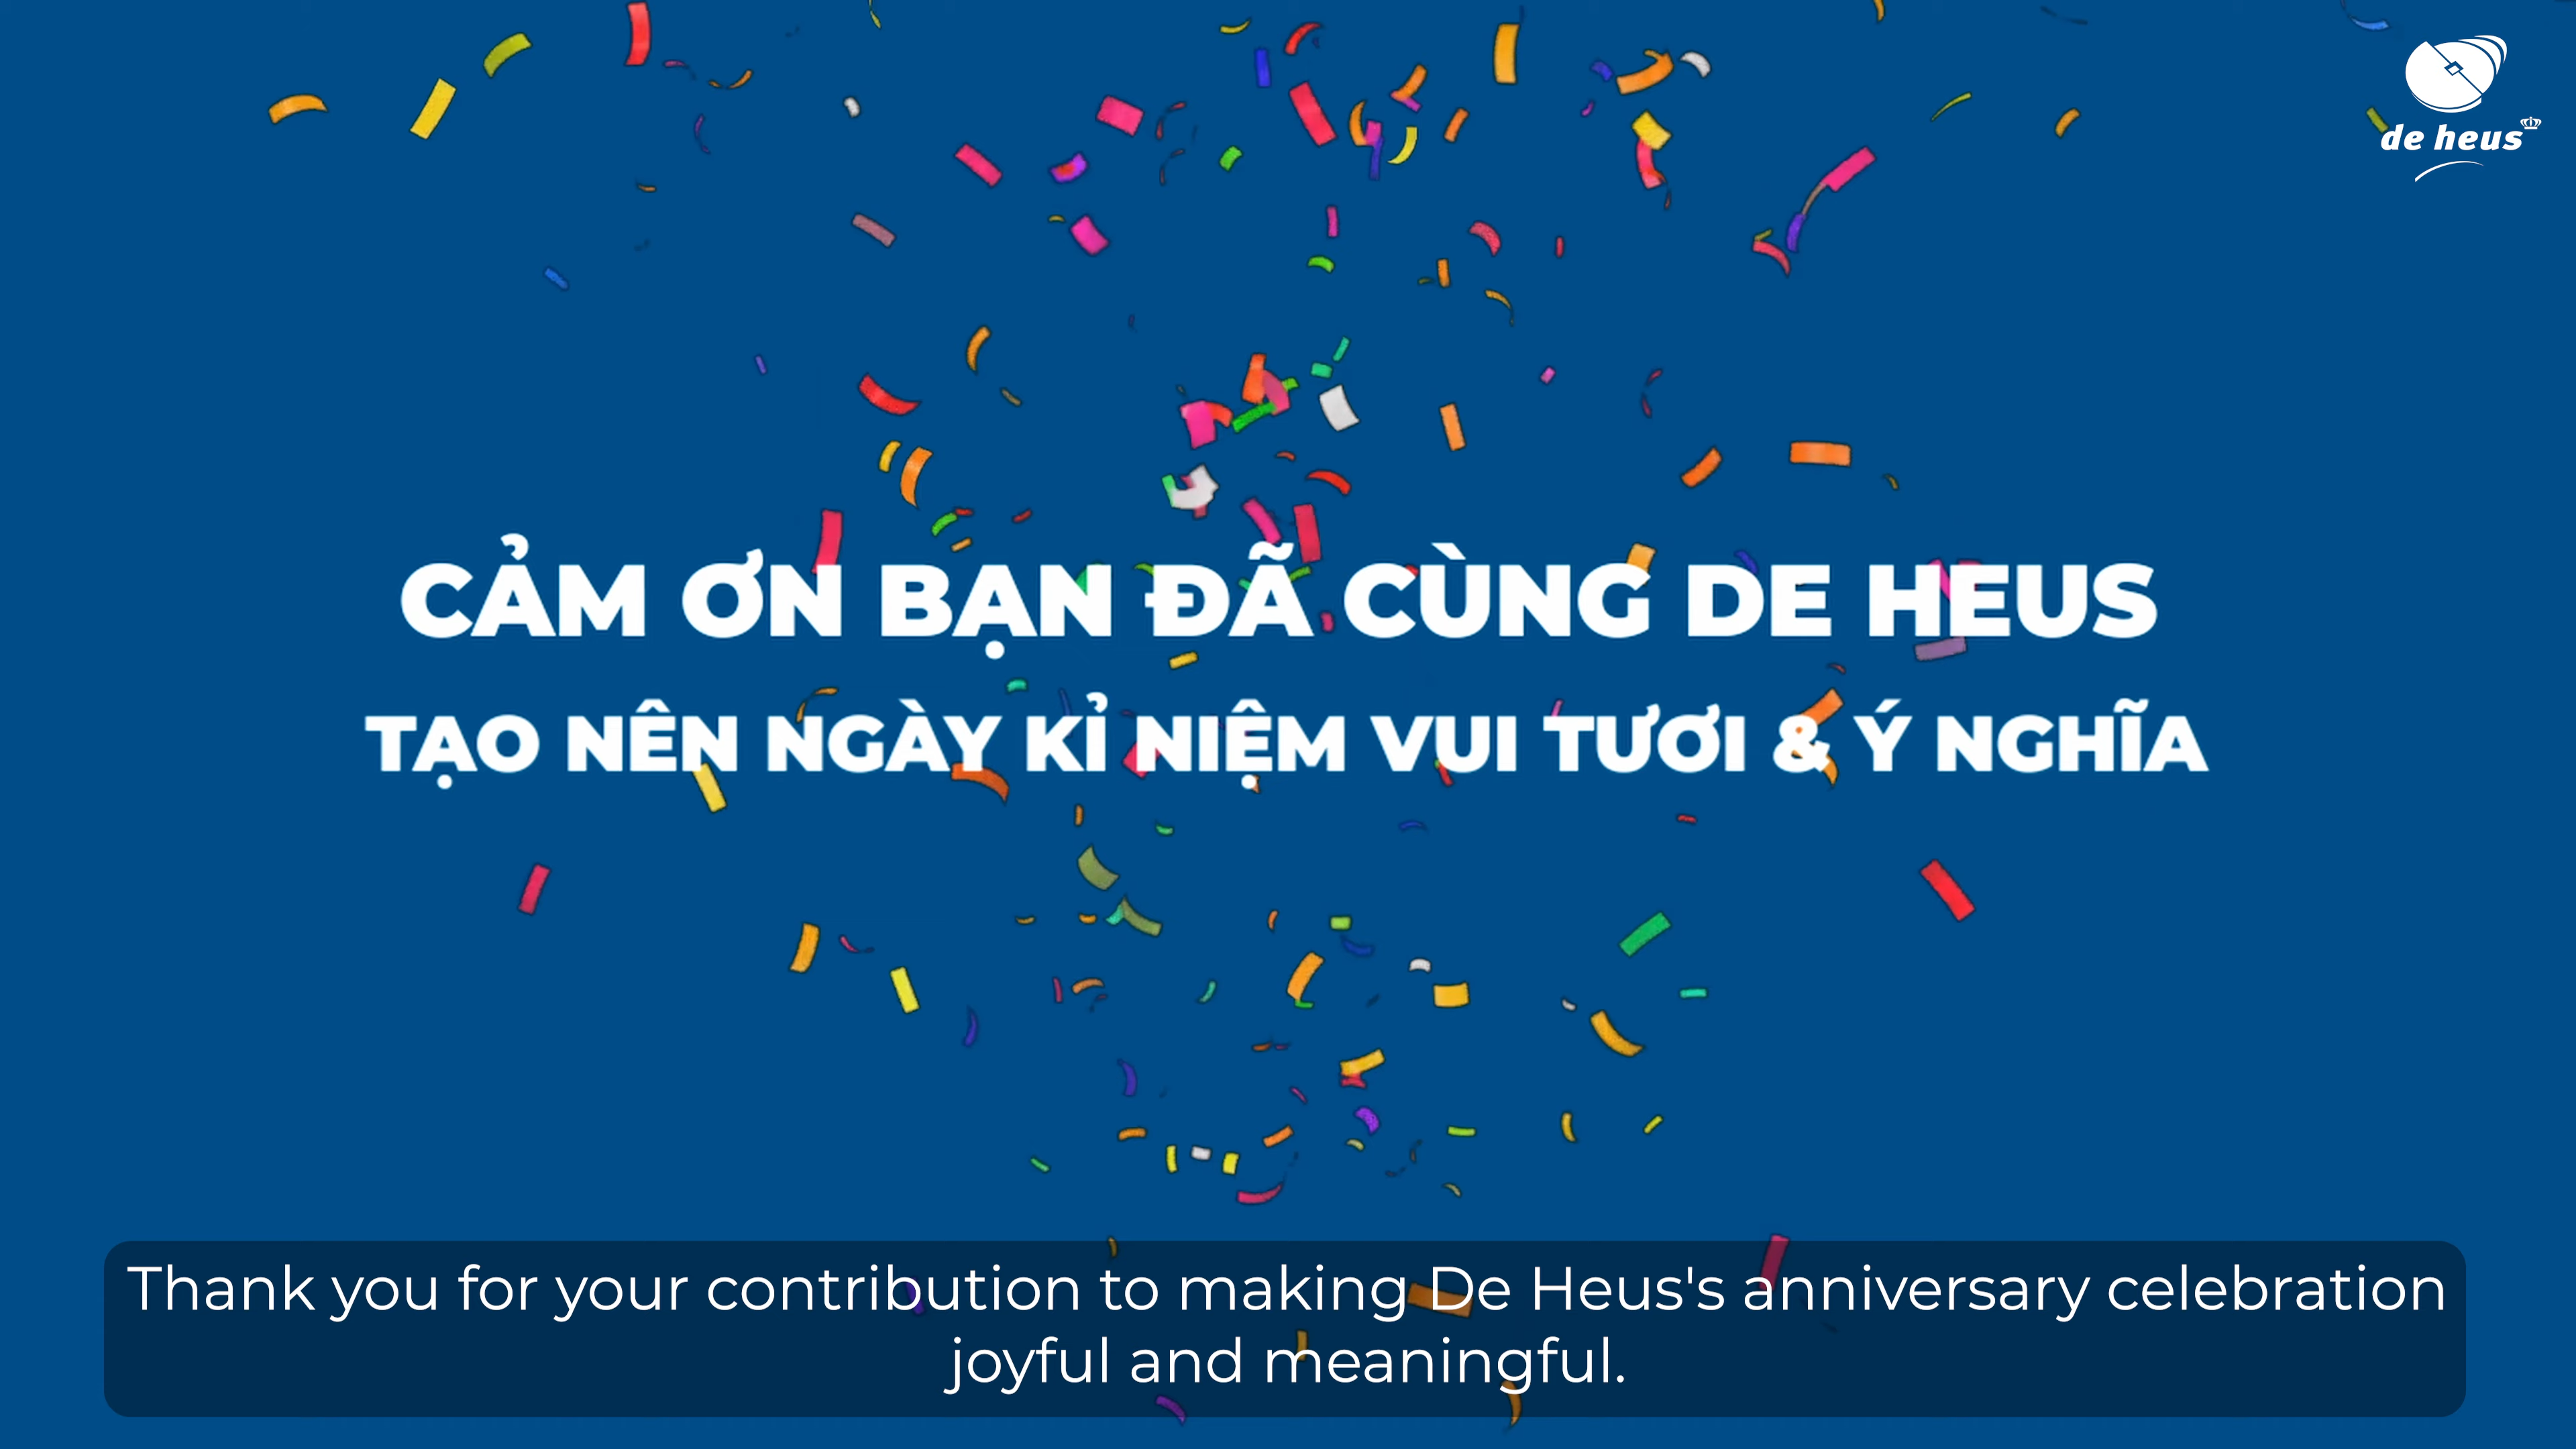 de heus
CẢM ƠN BẠN ĐÃ CÙNG DE HEUS
TẠO NÊN NGÀY KỈ NIỆM VUI TƯƠI & Ý NGHĨA
Thank you for your contribution to making De Heus's anniversary celebration
joyful and meaningful.